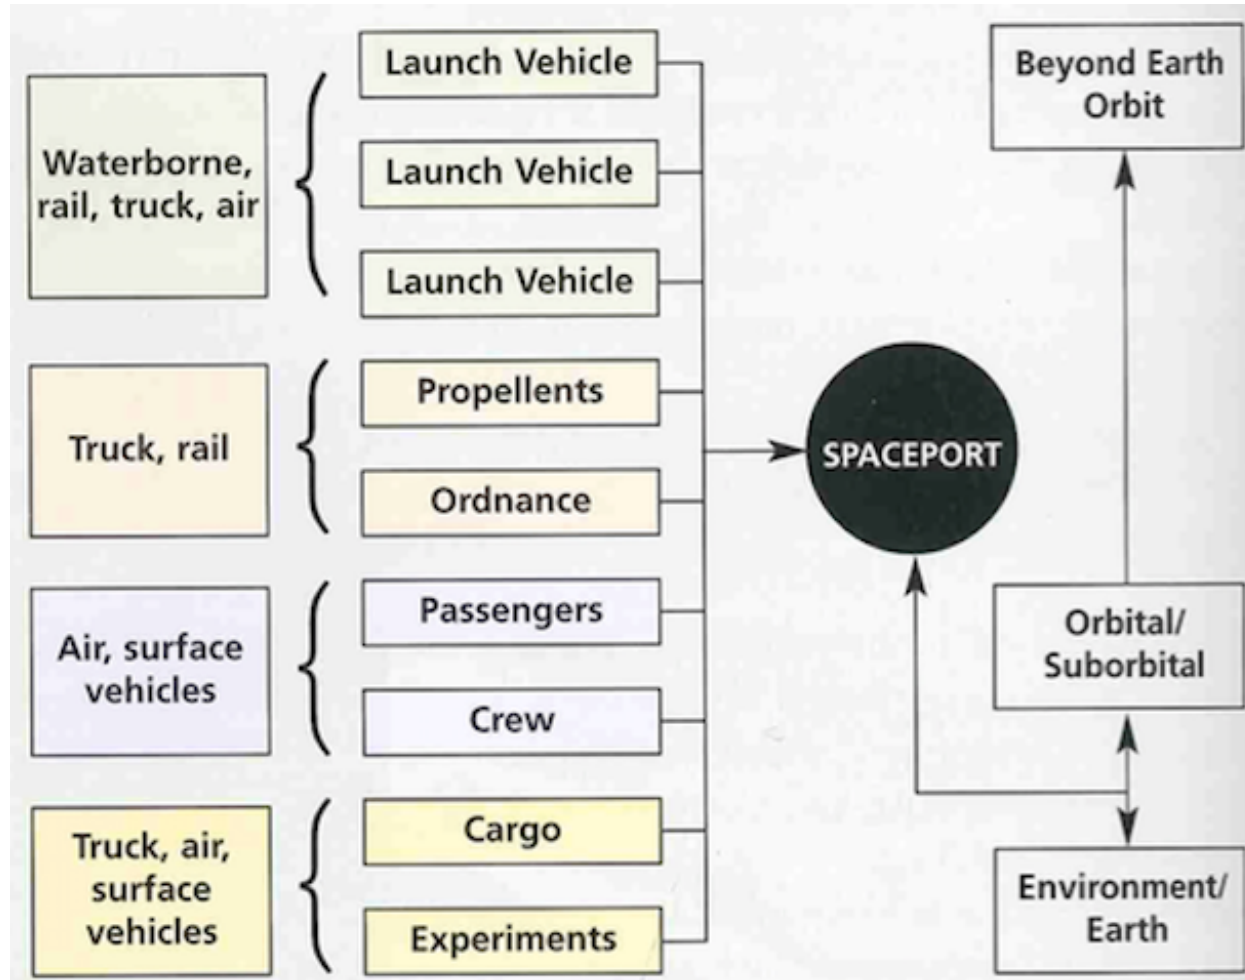 Launch Vehicle
Beyond Earth
Orbit
Waterborne,
rail, truck, air
Launch Vehicle
Launch Vehicle
Truck, rail
Propellents
Ordnance
SPACEPORT
Air, surface
vehicles
Passengers
Crew
Orbital/
Suborbital
Truck, air,
surface
vehicles
Cargo
Experiments
Environment/
Earth